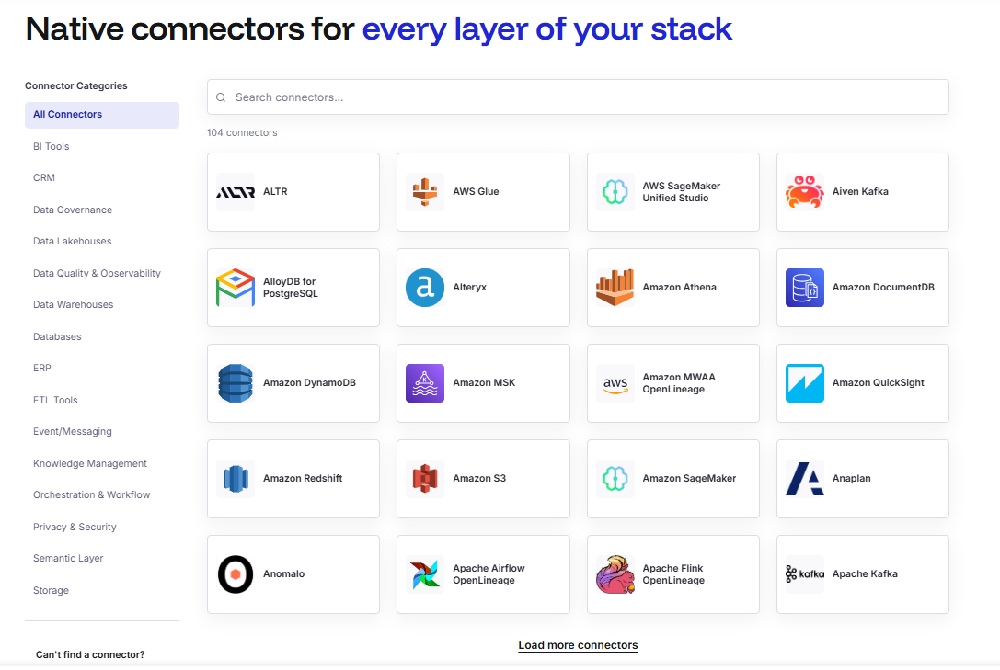 Native connectors for every layer of your stack
Connector Categories
All Connectors
BI Tools
CRM
Data Governance
Data Lakehouses
Data Quality & Observability
Data Warehouses
Databases
ERP
ETL Tools
Event/Messaging
Knowledge Management
Orchestration & Workflow
Privacy & Security
Semantic Layer
Storage
Can't find a connector?
Search connectors...
104 connectors
ALTR
ALTR
AWS Glue
AWS SageMaker
Unified Studio
Aiven Kafka
AlloyDB for
PostgreSQL
a
Alteryx
Amazon Athena
Amazon DocumentDB
Amazon DynamoDB
K
Amazon MSK
aws
Amazon MWAA
OpenLineage
Amazon QuickSight
Amazon Redshift
Amazon S3
Amazon SageMaker
Anaplan
Anomalo
Apache Airflow
OpenLineage
Apache Flink
OpenLineage
kafka
Apache Kafka
Load more connectors